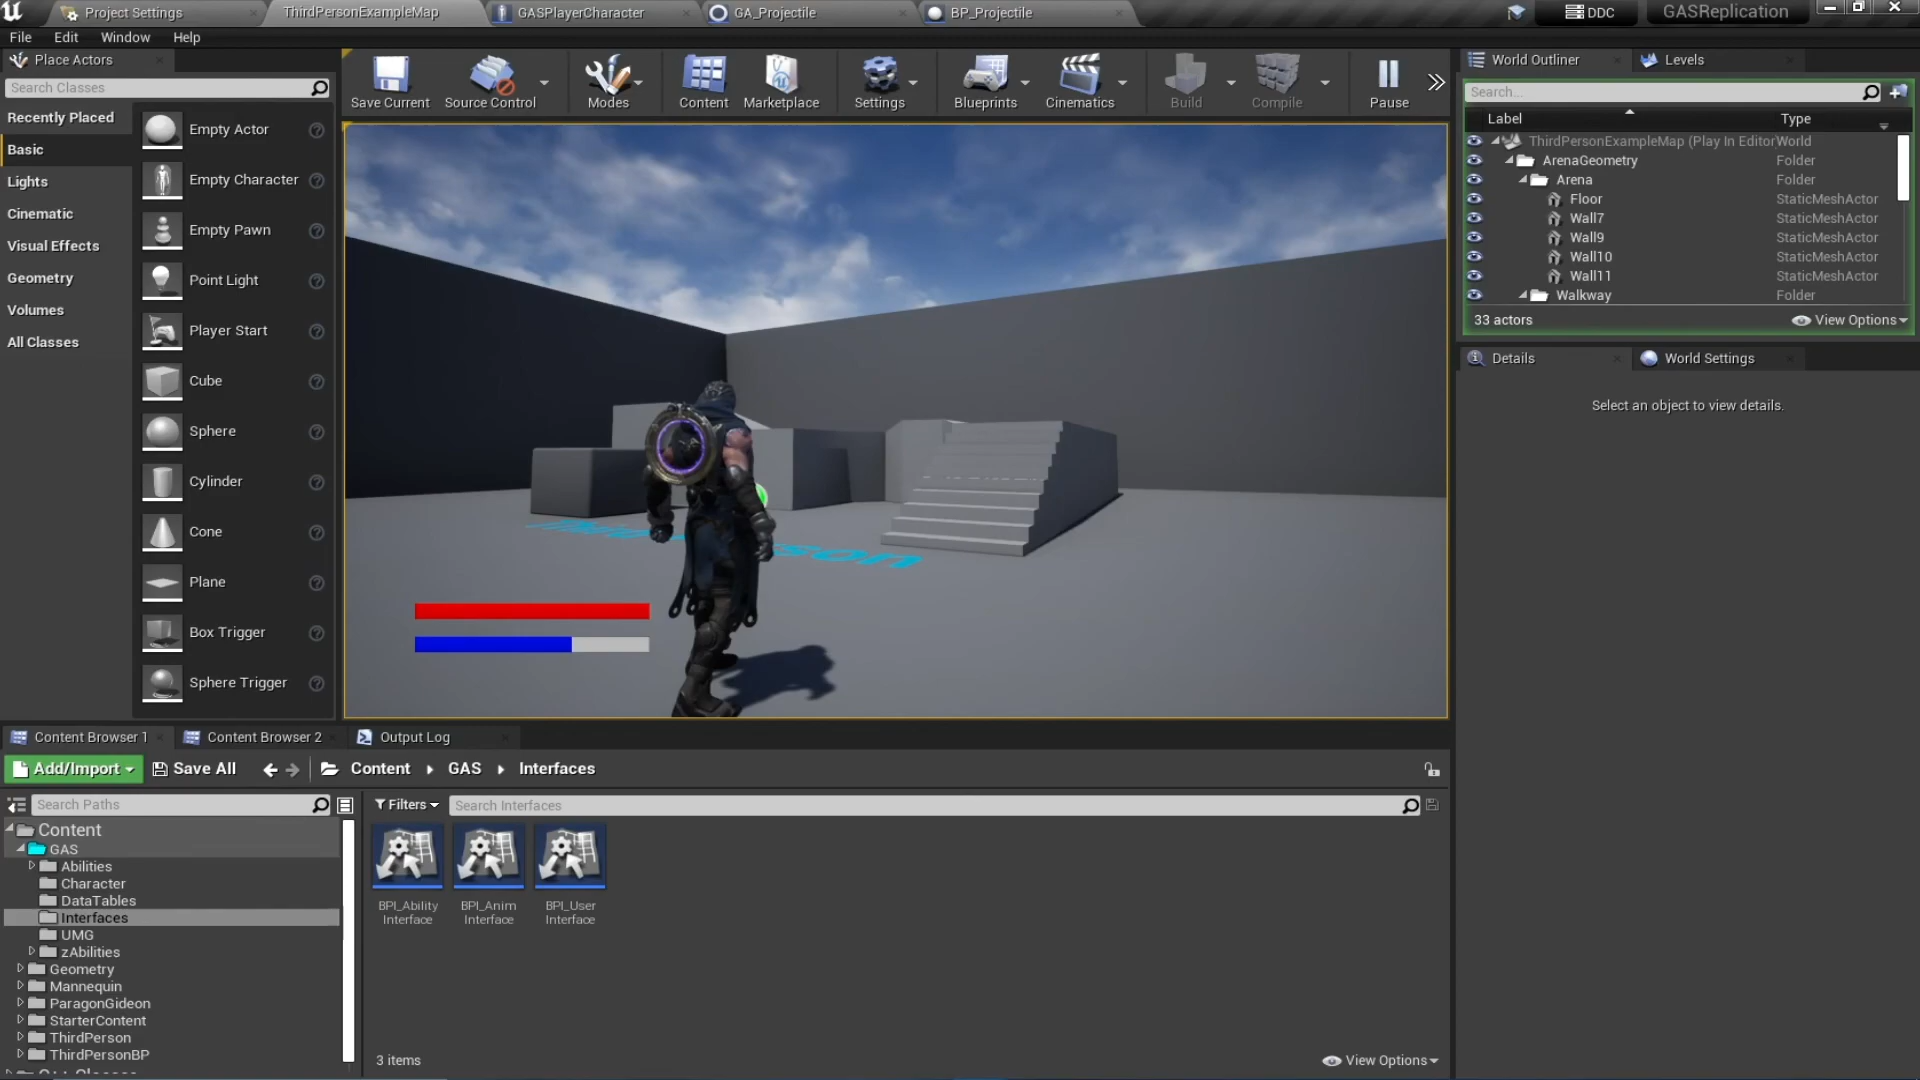 Project Settings
ThirdPersonExampleMap
GASPlayerCharacter
GA_Projectile
BP_Projectile
DDC
GASReplication
File Edit Window Help
Place Actors
Search Classes
Recently Placed
Basic
Lights
Cinematic
Visual Effects
Geometry
Volumes
All Classes
Empty Actor
Empty Character
Empty Pawn
Point Light
Player Start
Cube
Sphere
Cylinder
Cone
Plane
Box Trigger
Sphere Trigger
Save Current
Source Control
Modes
Content
Marketplace
Settings
Blueprints
Cinematics
Build
Compile
Pause
World Outliner
Levels
Search...
Label Type
ThirdPersonExampleMap (Play In Editor World
ArenaGeometry Folder
Arena Folder
Floor StaticMeshActor
Wall7 StaticMeshActor
Wall9 StaticMeshActor
Wall10 StaticMeshActor
Wall11 StaticMeshActor
Walkway Folder
33 actors
View Options
Details
World Settings
Select an object to view details.
Content Browser 1
Content Browser 2
Output Log
Add/Import
Save All
Content
GAS
Interfaces
Search Paths
Filters
Search Interfaces
Content
GAS
Abilities
Character
DataTables
Interfaces
UMG
zAbilities
Geometry
Mannequin
ParagonGideon
StarterContent
ThirdPerson
ThirdPersonBP
BPI_Ability
Interface
BPI_Anim
Interface
BPI_User
Interface
3 items
View Options